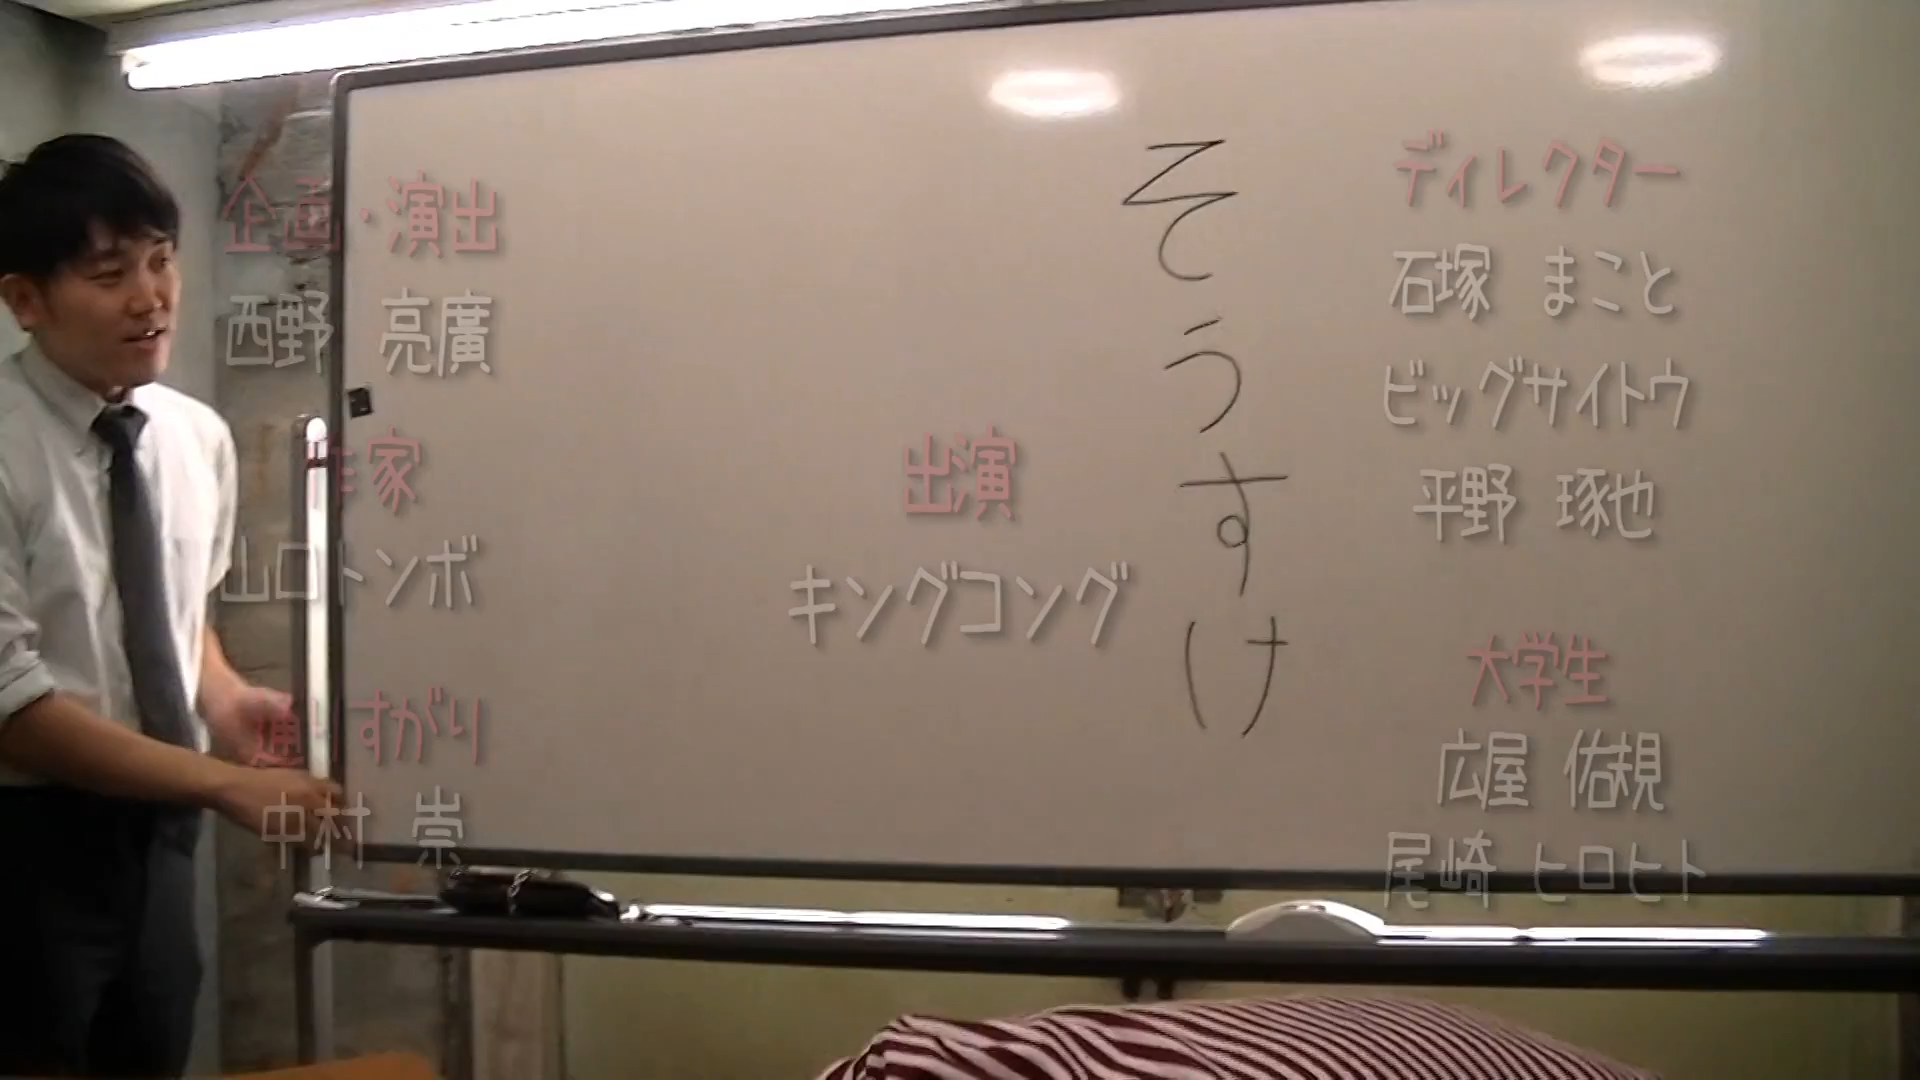 企画・演出
西野 亮廣
作家
山口トンボ
通りすがり
中村 崇
出演
キングコング
そうすけ
ディレクター
石塚 まこと
ビッグサイトウ
平野 琢也
大学生
広屋 佑規
尾崎 ヒロヒト